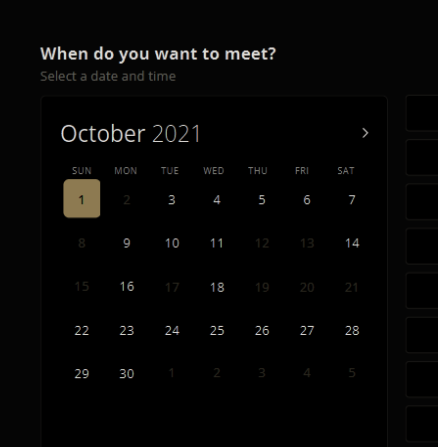 When do you want to meet?
Select a date and time
October 2021
SUN MON TUE WED THU FRI SAT
1 2 3 4 5 6 7
8 9 10 11 12 13 14
15 16 17 18 19 20 21
22 23 24 25 26 27 28
29 30 1 2 3 4 5